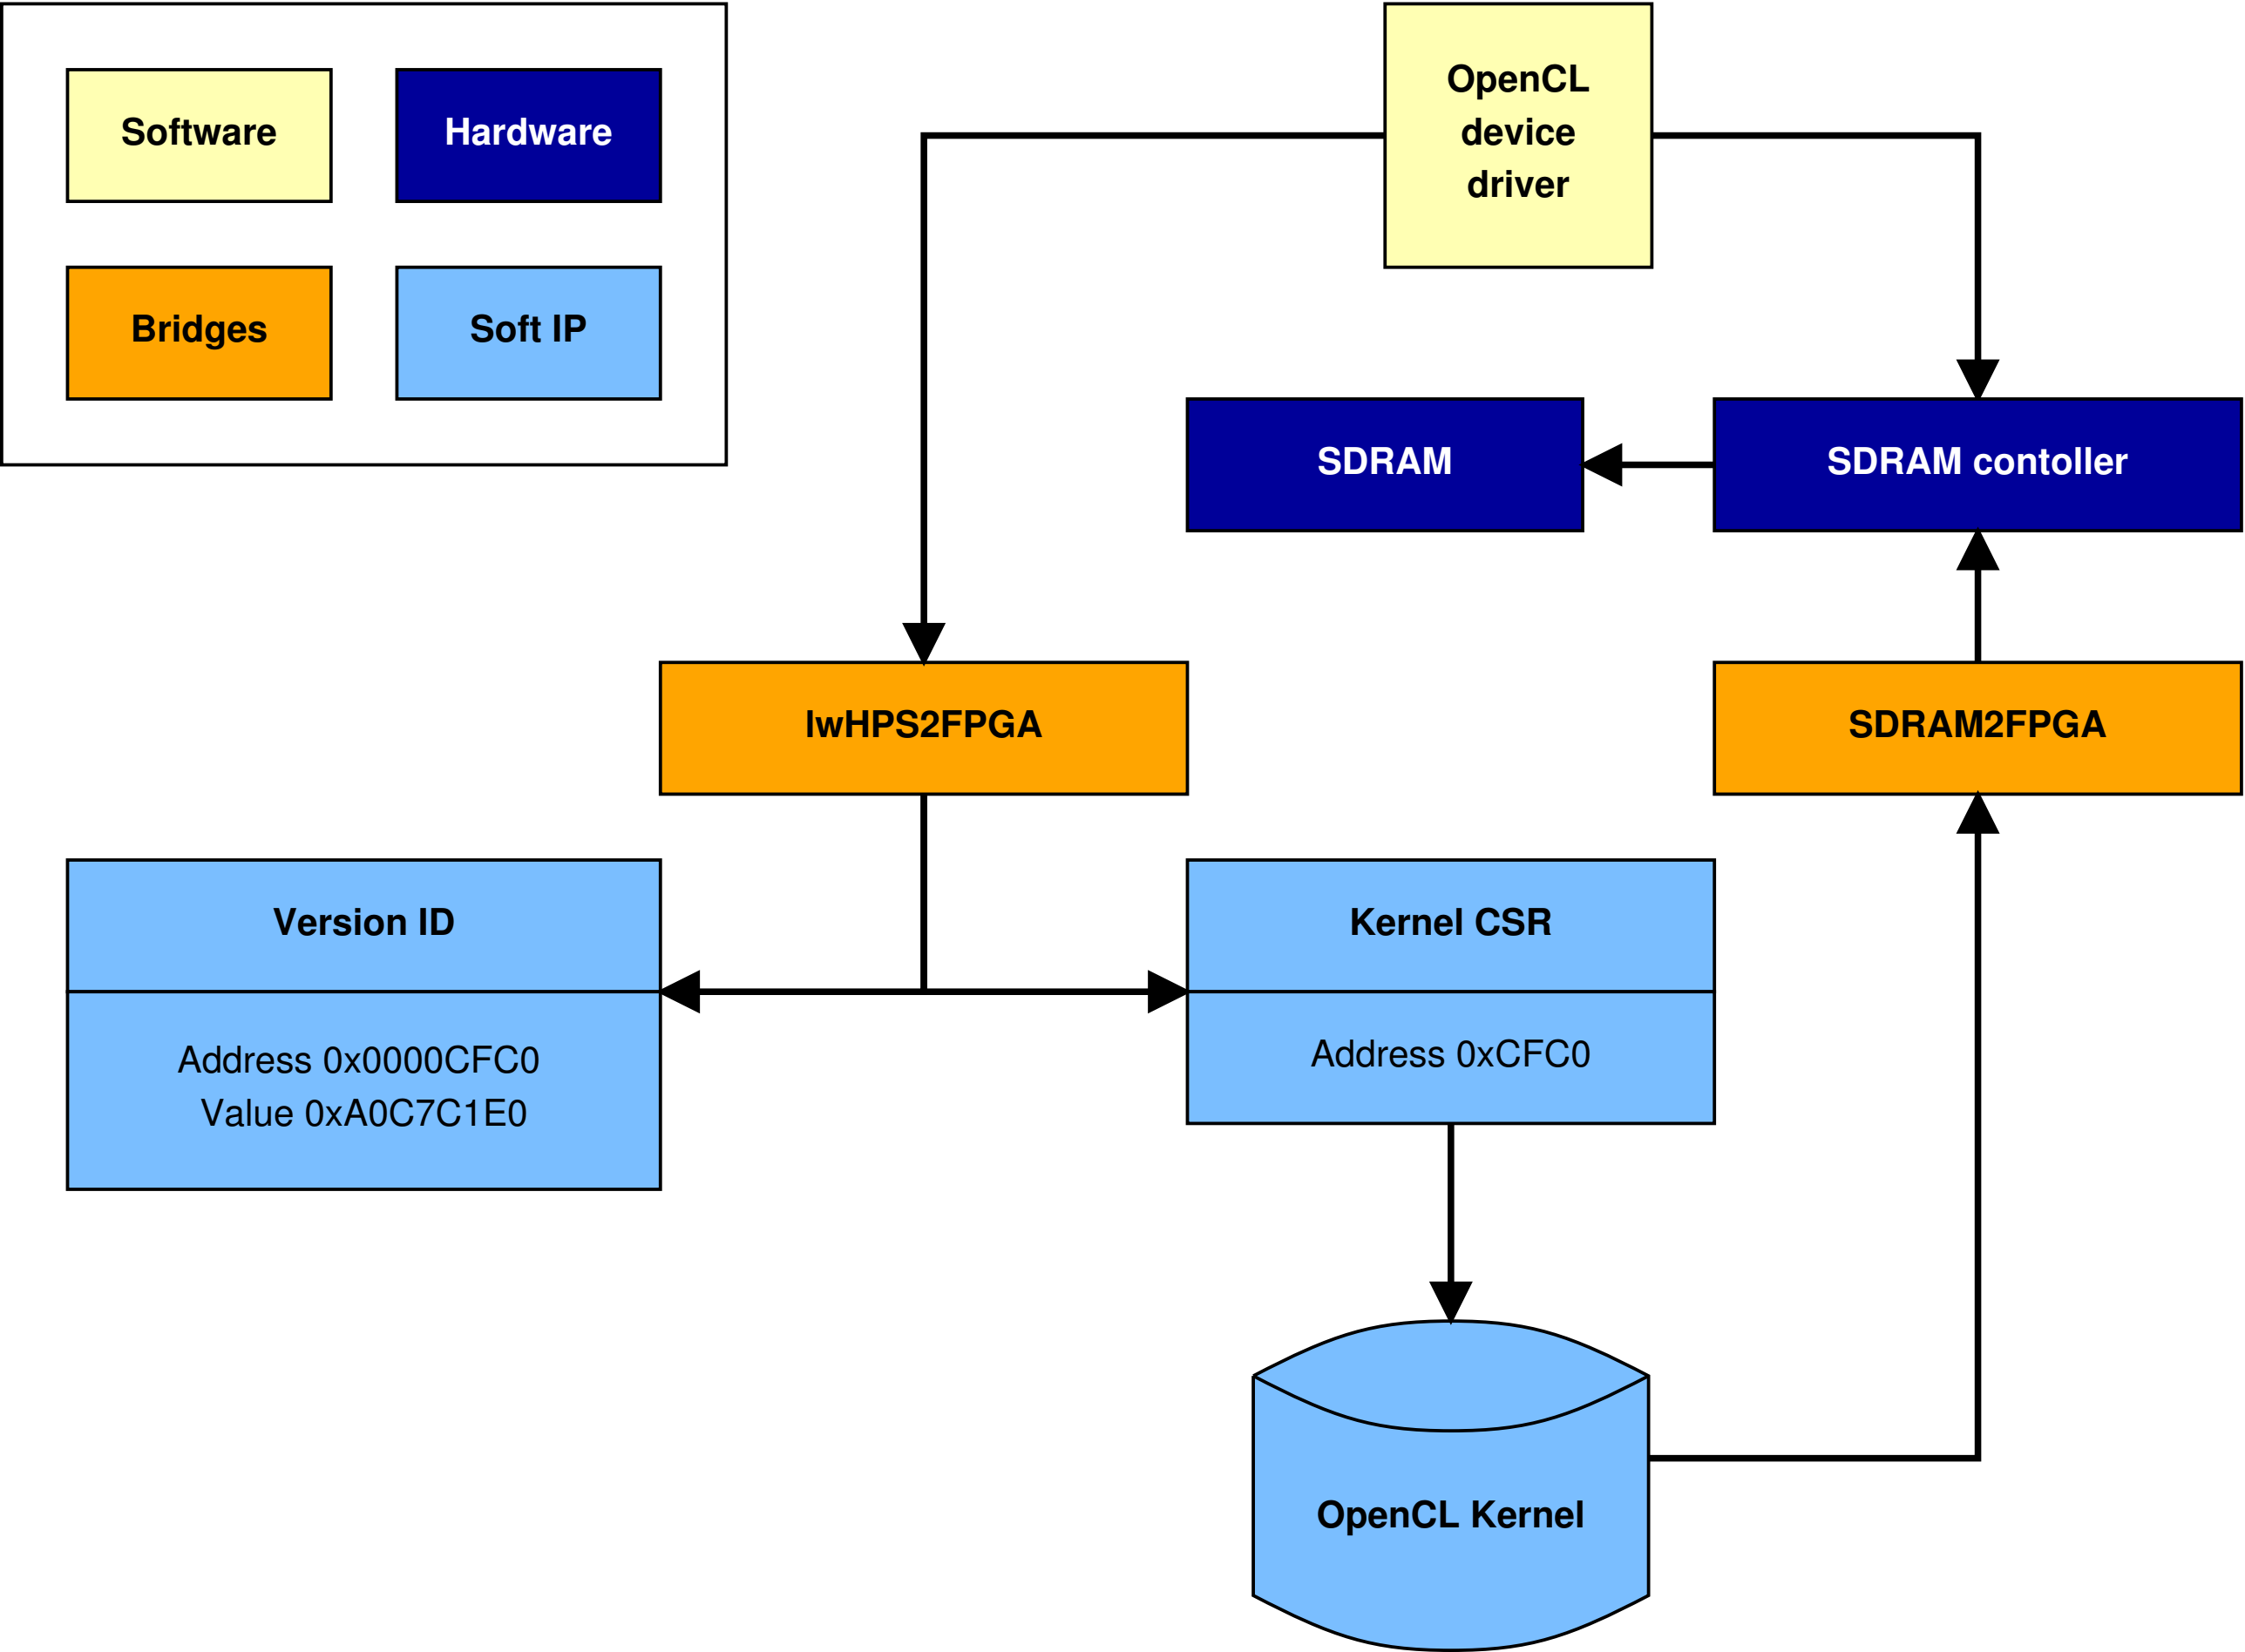 Software
Hardware
Bridges
Soft IP
OpenCL
device
driver
SDRAM
SDRAM contoller
lwHPS2FPGA
SDRAM2FPGA
Version ID
Address 0x0000CFC0
Value 0xA0C7C1E0
Kernel CSR
Address 0xCFC0
OpenCL Kernel